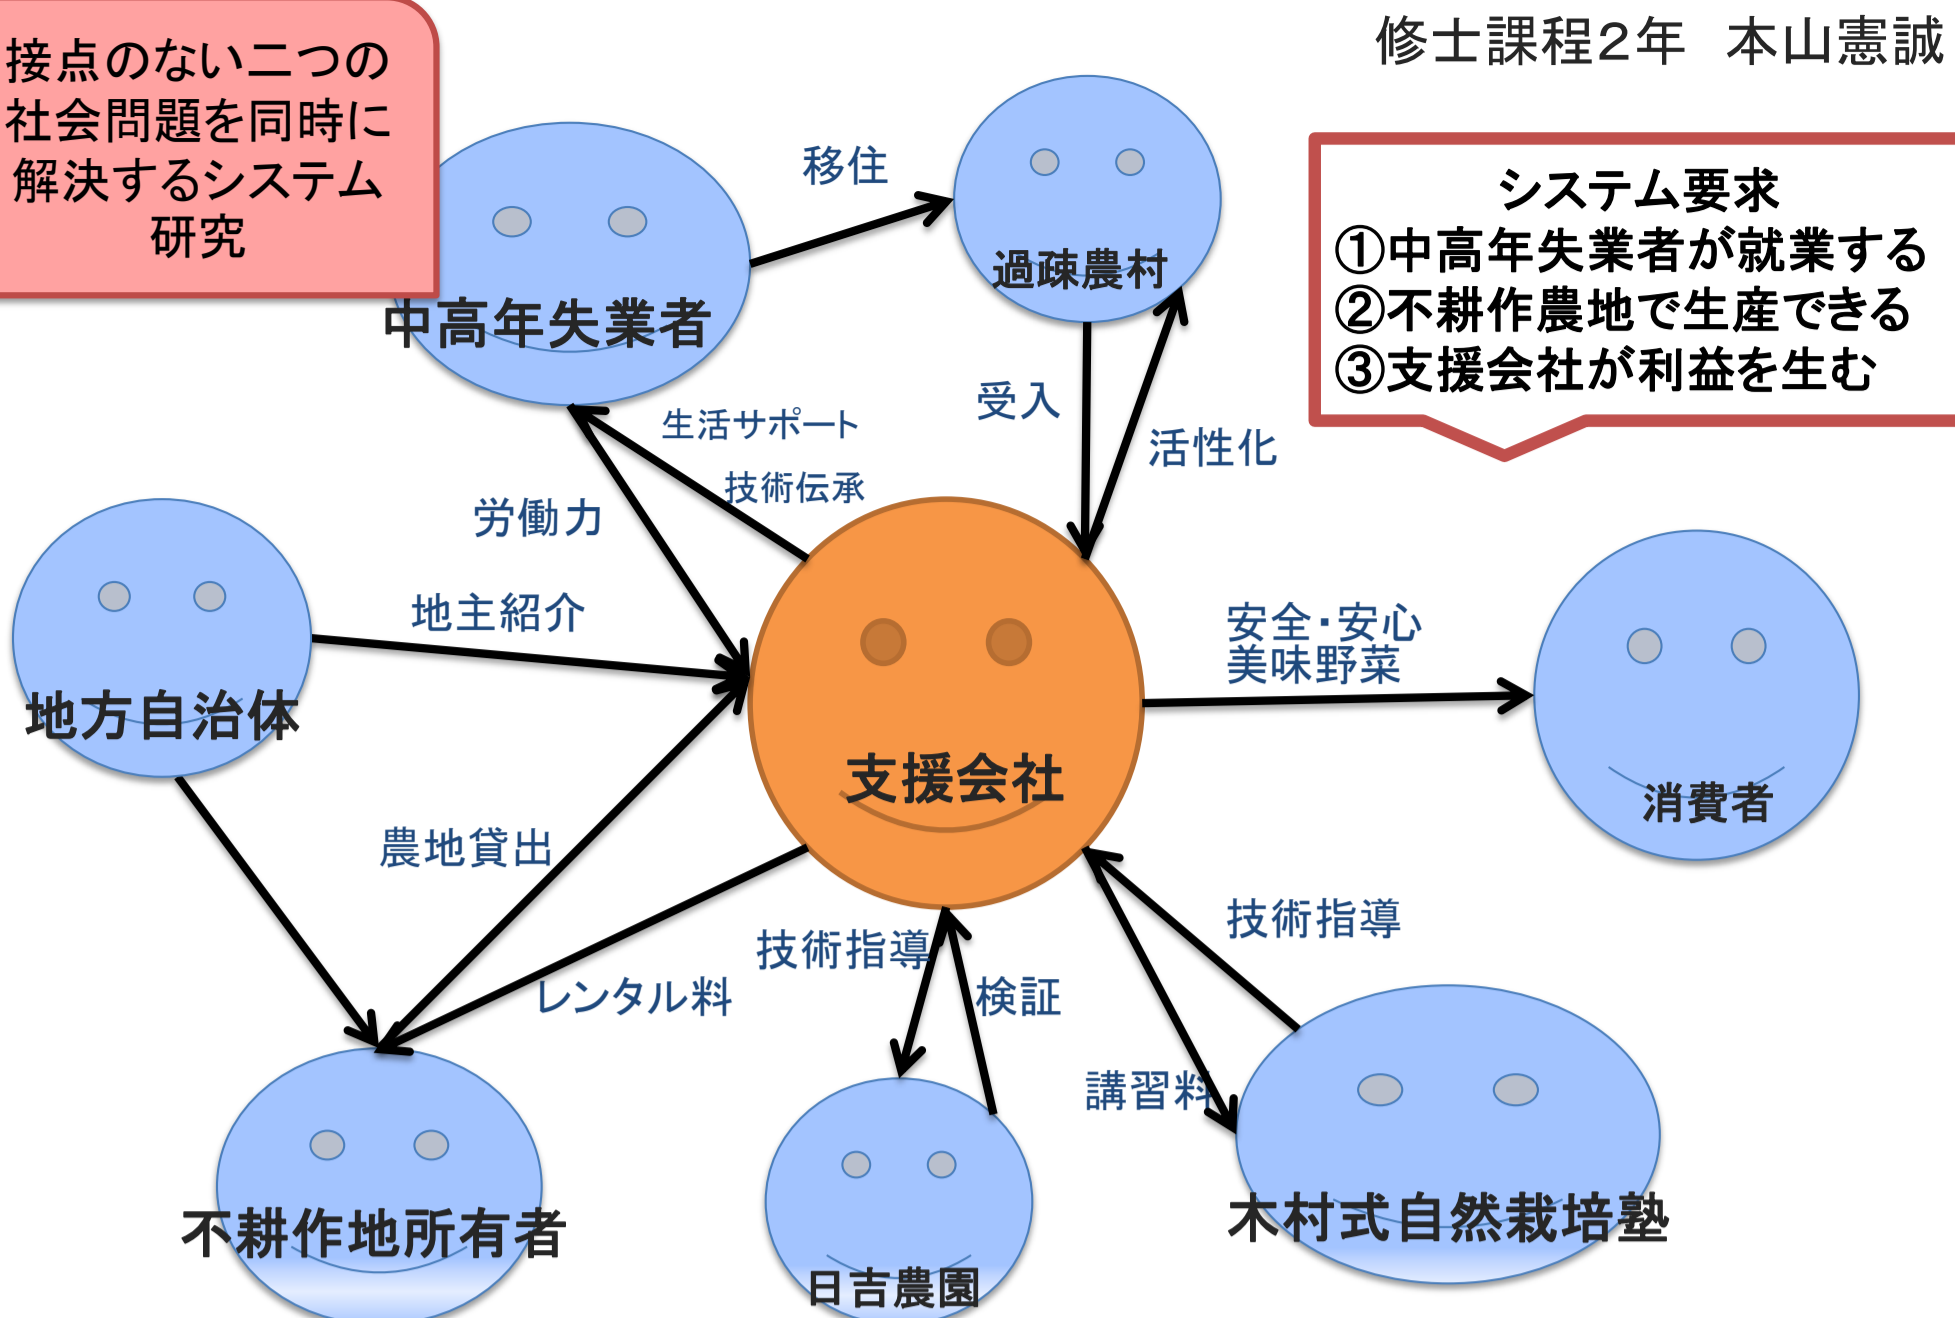 接点のない二つの
社会問題を同時に
解決するシステム
研究
修士課程2年　本山憲誠
システム要求
①中高年失業者が就業する
②不耕作農地で生産できる
③支援会社が利益を生む
移住
過疎農村
中高年失業者
受入
活性化
生活サポート
技術伝承
労働力
地主紹介
安全・安心
美味野菜
地方自治体
支援会社
消費者
農地貸出
レンタル料
技術指導
検証
技術指導
講習料
不耕作地所有者
日吉農園
木村式自然栽培塾